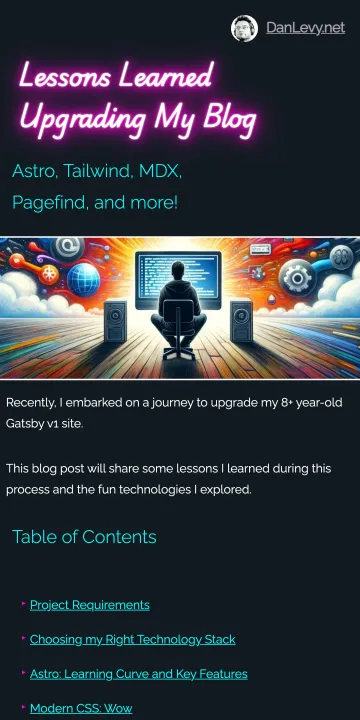 DanLevy.net
Lessons Learned
Upgrading My Blog
Astro, Tailwind, MDX,
Pagefind, and more!
Recently, I embarked on a journey to upgrade my 8+ year-old
Gatsby v1 site.
This blog post will share some lessons I learned during this
process and the fun technologies I explored.
Table of Contents
Project Requirements
Choosing my Right Technology Stack
Astro: Learning Curve and Key Features
Modern CSS: Wow